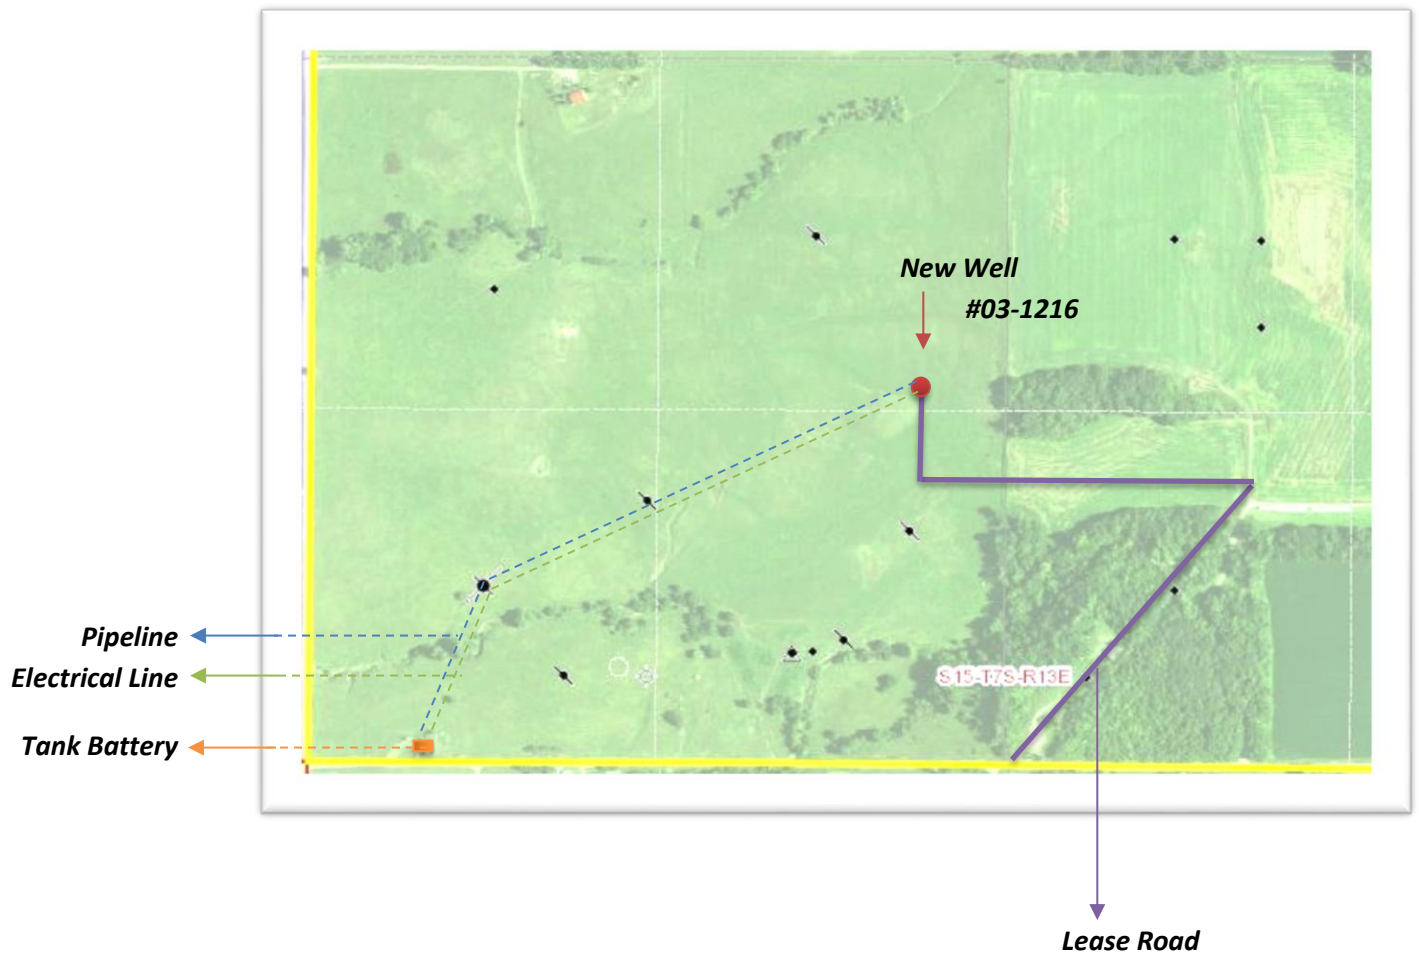 New Well
#03-1216
Pipeline
Electrical Line
S15-T7S-R13E
Tank Battery
Lease Road